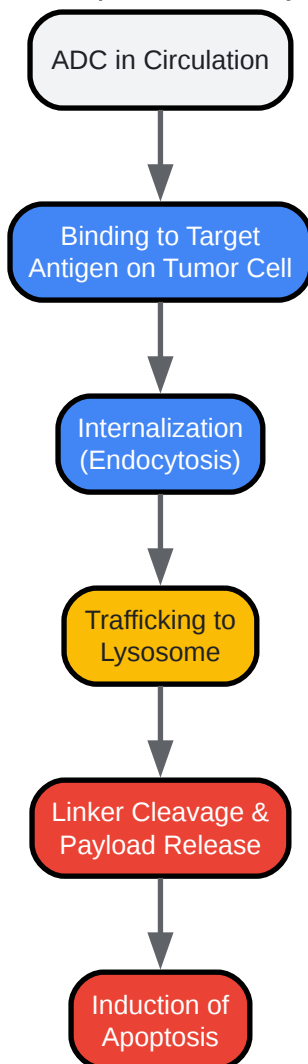 ADC in Circulation
Binding to Target
Antigen on Tumor Cell
Internalization
(Endocytosis)
Trafficking to
Lysosome
Linker Cleavage &
Payload Release
Induction of
Apoptosis